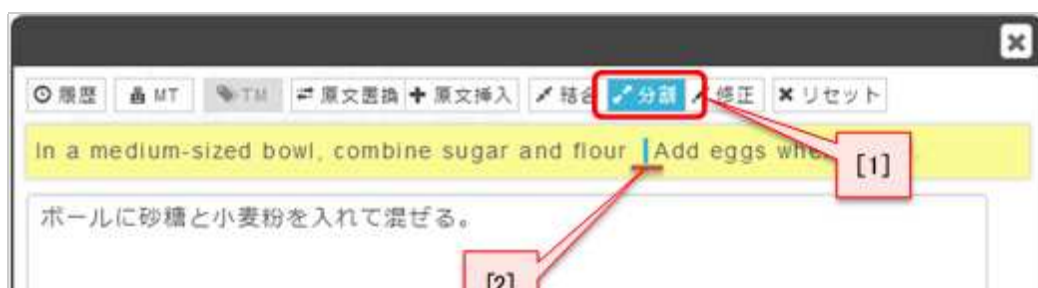 履歴 MT TM 原文置換 原文挿入 結合 分割 修正 リセット
In a medium-sized bowl, combine sugar and flour Add eggs
[1]
ボールに砂糖と小麦粉を入れて混ぜる。
[2]